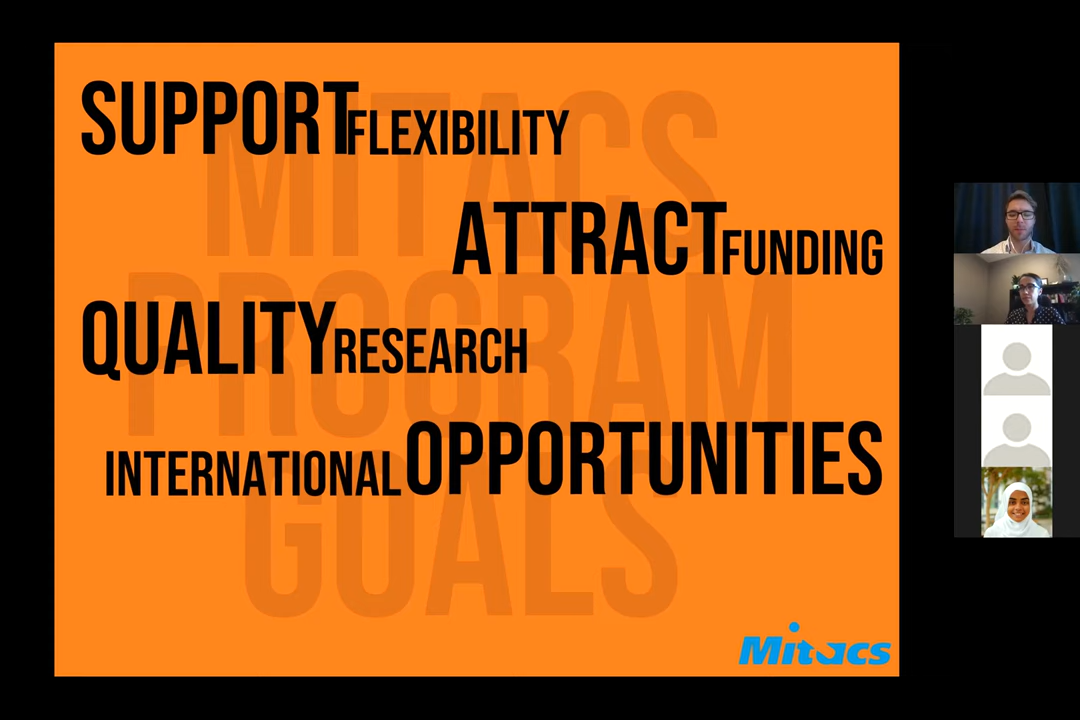 MITACS
PROGRAM
GOALS
SUPPORT FLEXIBILITY
ATTRACT FUNDING
QUALITY RESEARCH
INTERNATIONAL OPPORTUNITIES
Mitacs